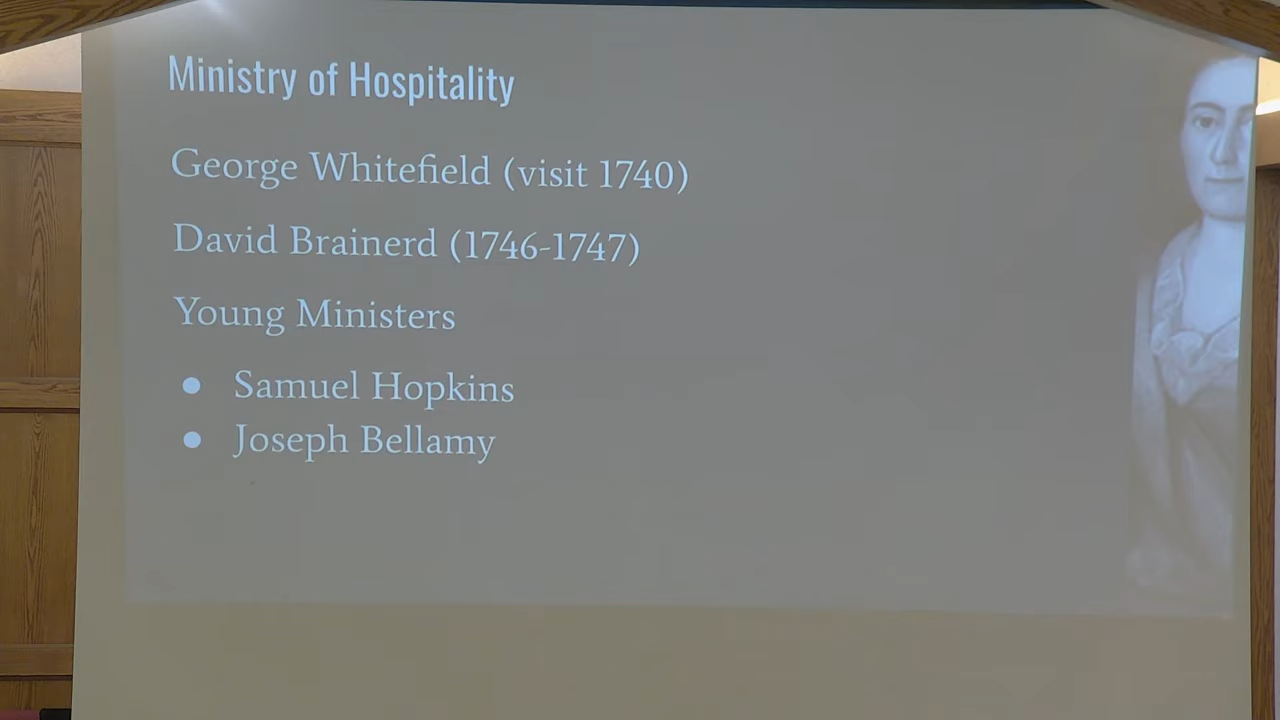 Ministry of Hospitality
George Whitefield (visit 1740)
David Brainerd (1746-1747)
Young Ministers
● Samuel Hopkins
● Joseph Bellamy